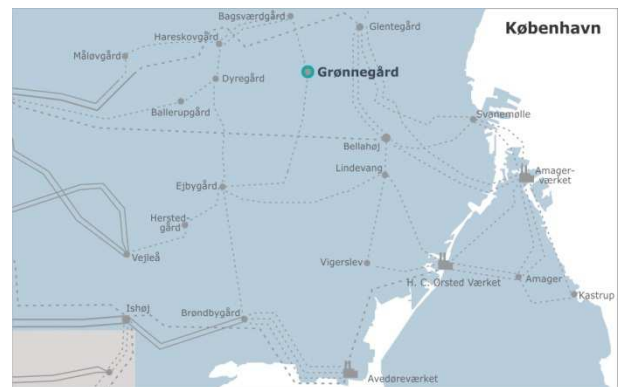 Bagsværdgård
Glentegård
København
Hareskovgård
Måløvgård
Grønnegård
Dyregård
Ballerupgård
Svanemølle
Bellahøj
Lindevang
Amager-
værket
Ejbygård
Hersted-
gård
Vejleå
Vigerslev
H. C. Ørsted Værket
Amager
Kastrup
Ishøj
Brøndbygård
Avedøreværket